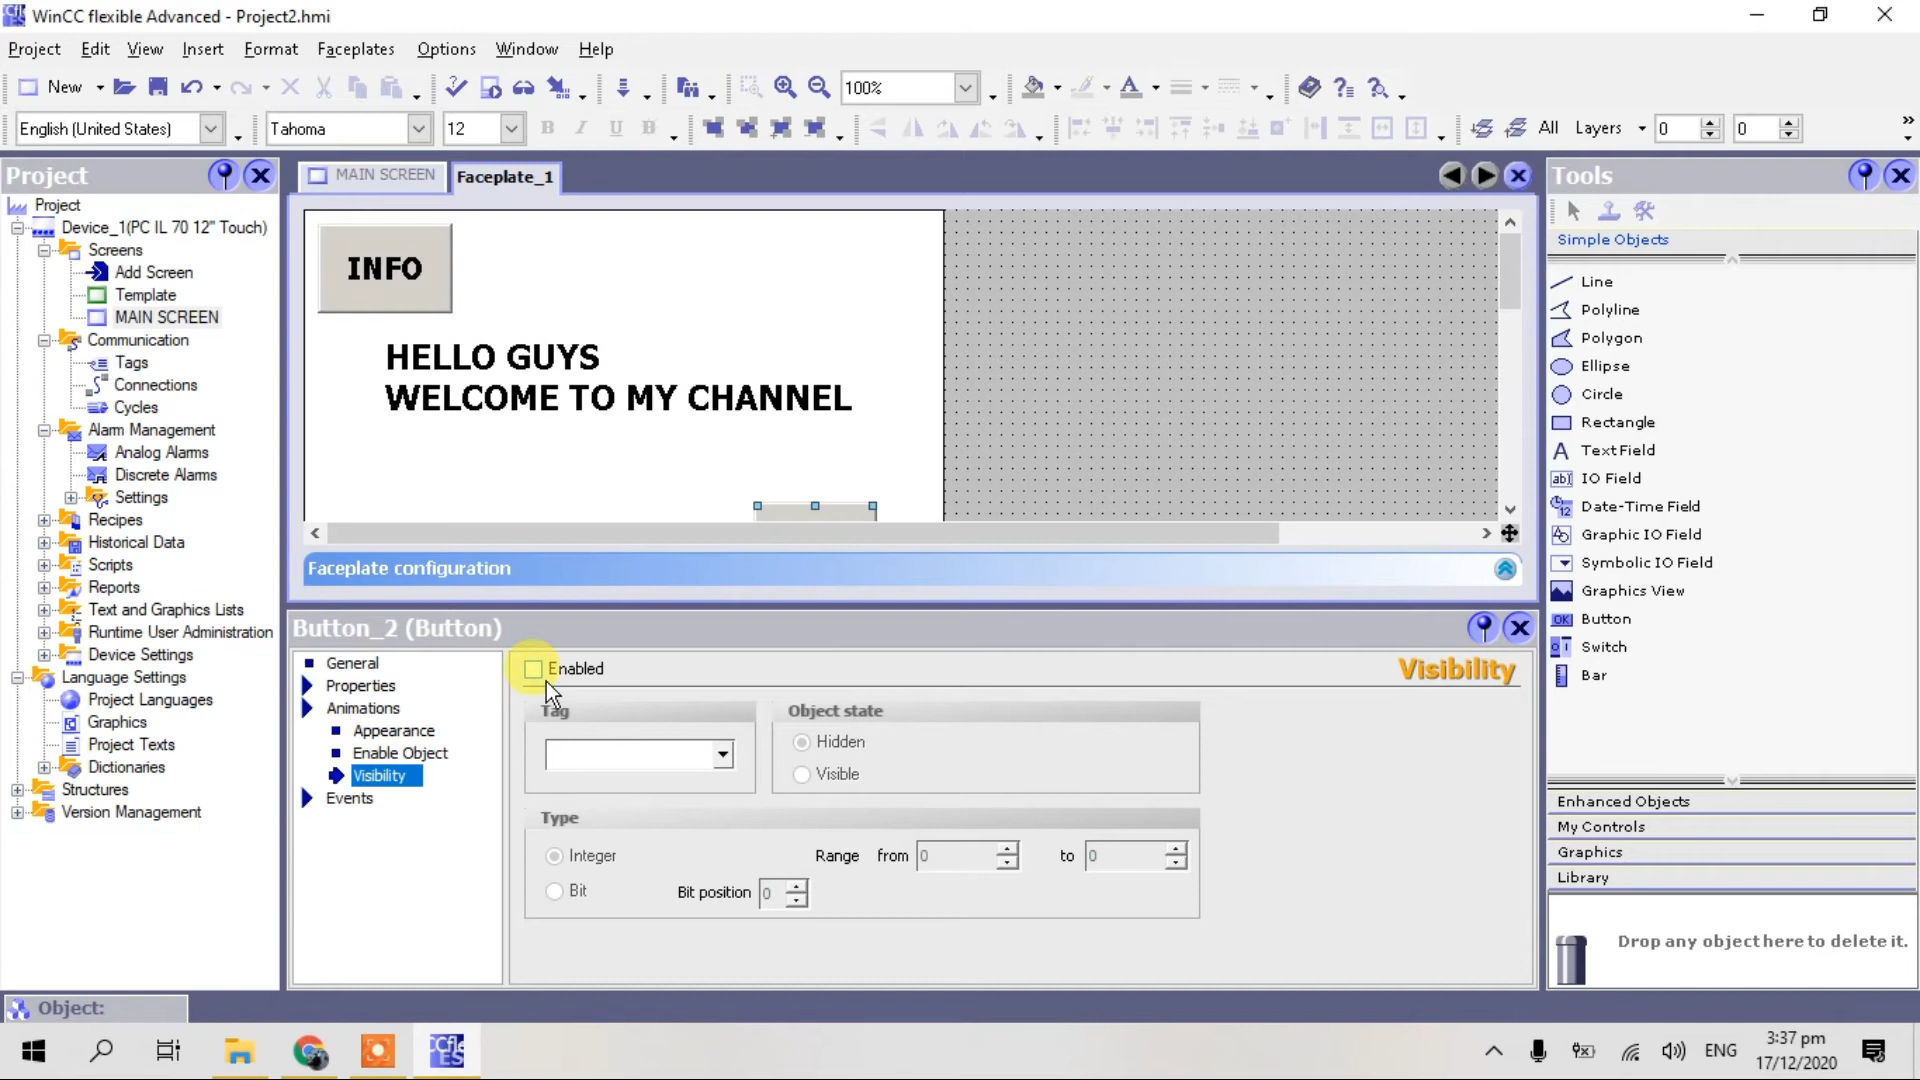 WinCC flexible Advanced - Project2.hmi
Project Edit View Insert Format Faceplates Options Window Help
New 100%
English (United States) Tahoma 12 B I U B All Layers 0 0
Project
Project
Device_1(PC IL 70 12" Touch)
Screens
Add Screen
Template
MAIN SCREEN
Communication
Tags
Connections
Cycles
Alarm Management
Analog Alarms
Discrete Alarms
Settings
Recipes
Historical Data
Scripts
Reports
Text and Graphics Lists
Runtime User Administration
Device Settings
Language Settings
Project Languages
Graphics
Project Texts
Dictionaries
Structures
Version Management
MAIN SCREEN Faceplate_1
INFO
HELLO GUYS
WELCOME TO MY CHANNEL
Faceplate configuration
Button_2 (Button)
General
Properties
Animations
Appearance
Enable Object
Visibility
Events
Enabled
Visibility
Tag
Object state
Hidden
Visible
Type
Integer Range from 0 to 0
Bit Bit position 0
Tools
Simple Objects
Line
Polyline
Polygon
Ellipse
Circle
Rectangle
Text Field
IO Field
Date-Time Field
Graphic IO Field
Symbolic IO Field
Graphics View
Button
Switch
Bar
Enhanced Objects
My Controls
Graphics
Library
Drop any object here to delete it.
Object:
ENG
3:37 pm
17/12/2020